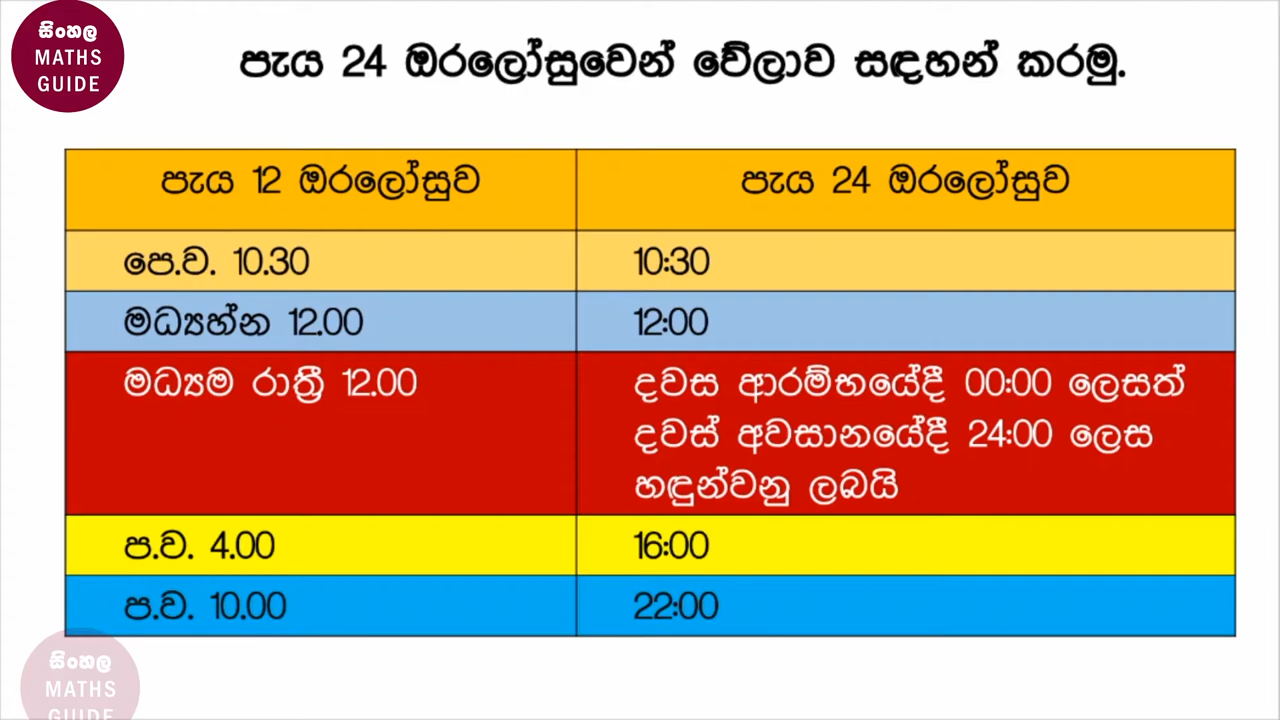 සිංහල
MATHS
GUIDE
පැය 24 ඔරලෝසුවෙන් වේලාව සඳහන් කරමු.
පැය 12 ඔරලෝසුව
පැය 24 ඔරලෝසුව
පෙ.ව. 10.30
10:30
මධ්‍යහ්න 12.00
12:00
මධ්‍යම රාත්‍රී 12.00
දවස ආරම්භයේදී 00:00 ලෙසත්
දවස් අවසානයේදී 24:00 ලෙස
හඳුන්වනු ලබයි
ප.ව. 4.00
16:00
ප.ව. 10.00
22:00
සිංහල
MATHS
GUIDE